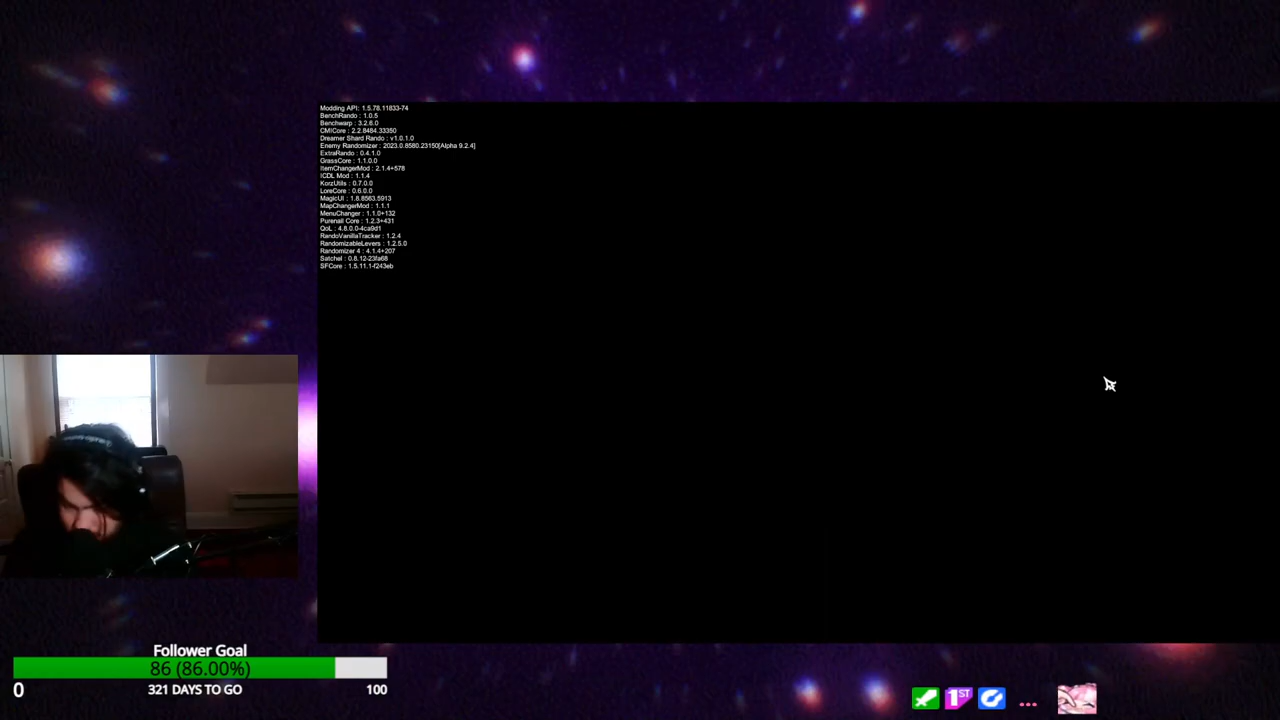 Modding API: 1.5.78.11833-74
BenchRando : 1.0.5
Benchwarp : 3.2.6.0
CMICore : 2.2.8484.33350
Dreamer Shard Rando : v1.0.1.0
Enemy Randomizer : 2023.0.8580.23150[Alpha 9.2.4]
ExtraRando : 0.4.1.0
GrassCore : 1.1.0.0
ItemChangerMod : 2.1.4+578
ICDL Mod : 1.1.4
KorzUtils : 0.7.0.0
LoreCore : 0.6.0.0
MagicUI : 1.8.8563.5913
MapChangerMod : 1.1.1
MenuChanger : 1.1.0+132
Purenail Core : 1.2.3+431
QoL : 4.8.0.0-4ca9d1
RandoVanillaTracker : 1.2.4
RandomizableLevers : 1.2.5.0
Randomizer 4 : 4.1.4+207
Satchel : 0.8.12-23fa68
SFCore : 1.5.11.1-f243eb
Follower Goal
86 (86.00%)
0
321 DAYS TO GO
100
1ST
...